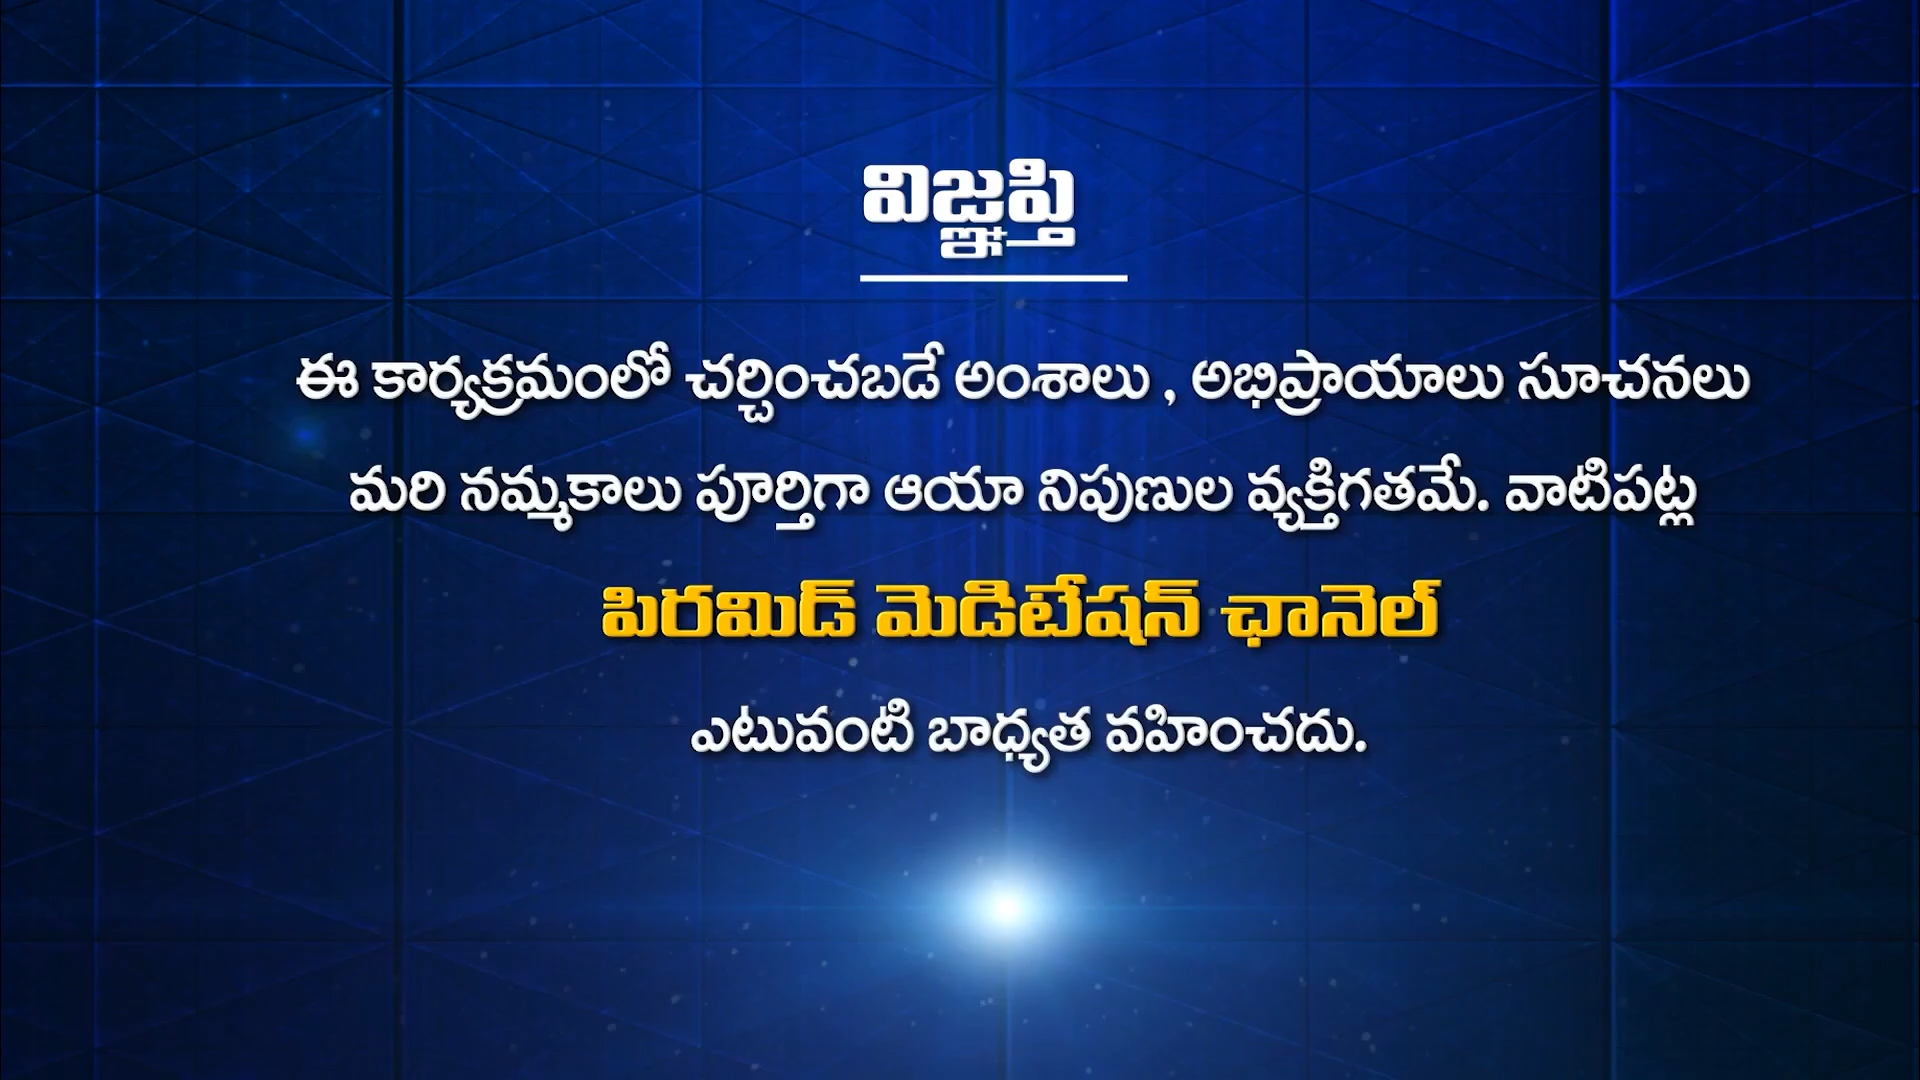 విజ్ఞప్తి
ఈ కార్యక్రమంలో చర్చించబడే అంశాలు , అభిప్రాయాలు సూచనలు
మరి నమ్మకాలు పూర్తిగా ఆయా నిపుణుల వ్యక్తిగతమే. వాటిపట్ల
పిరమిడ్ మెడిటేషన్ ఛానెల్
ఎటువంటి బాధ్యత వహించదు.